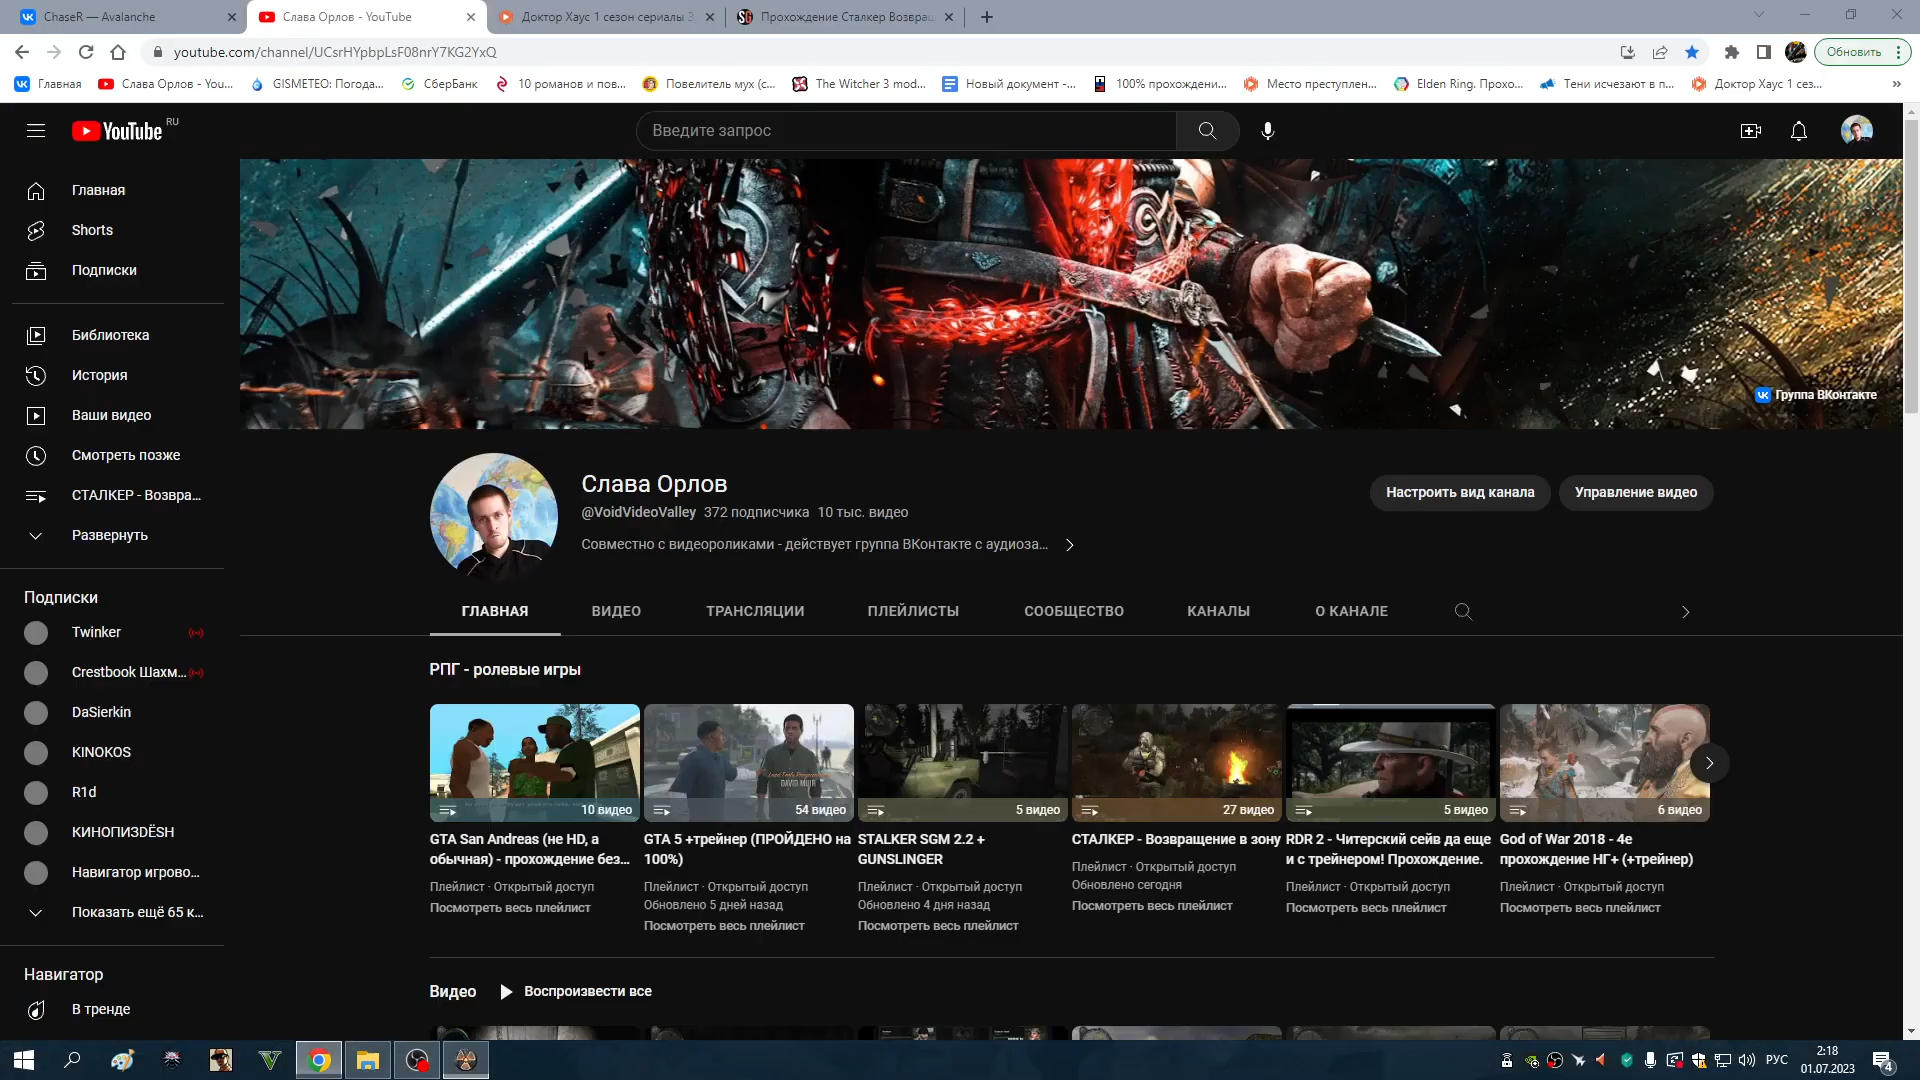 ChaseR — Avalanche
Слава Орлов - YouTube
Доктор Хаус 1 сезон сериалы
Прохождение Сталкер Возвращ
youtube.com/channel/UCsrHYpbpLsF08nrY7KG2YxQ
Обновить
Главная
Слава Орлов - You...
GISMETEO: Погода...
СберБанк
10 романов и пов...
Повелитель мух (с...
The Witcher 3 mod...
Новый документ -...
100% прохождени...
Место преступлен...
Elden Ring. Прохо...
Тени исчезают в п...
Доктор Хаус 1 сез...
YouTube RU
Введите запрос
Главная
Shorts
Подписки
Библиотека
История
Ваши видео
Смотреть позже
СТАЛКЕР - Возвра...
Развернуть
Подписки
Twinker
Crestbook Шахм...
DaSierkin
KINOKOS
R1d
КИНОПИЗДЁSH
Навигатор игрово...
Показать ещё 65 к...
Навигатор
В тренде
Группа ВКонтакте
Слава Орлов
@VoidVideoValley 372 подписчика 10 тыс. видео
Совместно с видеороликами - действует группа ВКонтакте с аудиоза...
Настроить вид канала
Управление видео
ГЛАВНАЯ
ВИДЕО
ТРАНСЛЯЦИИ
ПЛЕЙЛИСТЫ
СООБЩЕСТВО
КАНАЛЫ
О КАНАЛЕ
РПГ - ролевые игры
10 видео
GTA San Andreas (не HD, а
обычная) - прохождение без...
Плейлист · Открытый доступ
Посмотреть весь плейлист
DAVID MUIR
54 видео
GTA 5 +трейнер (ПРОЙДЕНО на
100%)
Плейлист · Открытый доступ
Обновлено 5 дней назад
Посмотреть весь плейлист
5 видео
STALKER SGM 2.2 +
GUNSLINGER
Плейлист · Открытый доступ
Обновлено 4 дня назад
Посмотреть весь плейлист
27 видео
СТАЛКЕР - Возвращение в зону
Плейлист · Открытый доступ
Обновлено сегодня
Посмотреть весь плейлист
5 видео
RDR 2 - Читерский сейв да еще
и с трейнером! Прохождение.
Плейлист · Открытый доступ
Посмотреть весь плейлист
6 видео
God of War 2018 - 4е
прохождение НГ+ (+трейнер)
Плейлист · Открытый доступ
Посмотреть весь плейлист
Видео
Воспроизвести все
РУС
2:18
01.07.2023
4